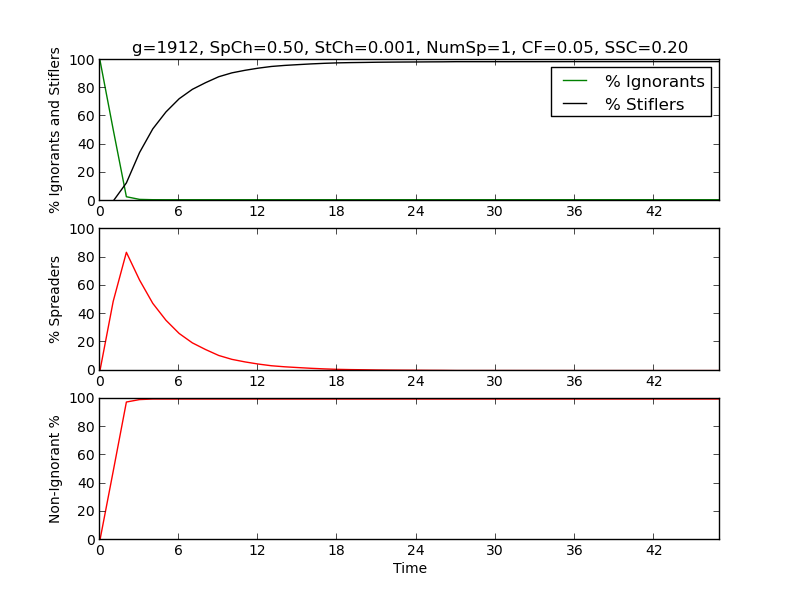 g=1912, SpCh=0.50, StCh=0.001, NumSp=1, CF=0.05, SSC=0.20
% Ignorants and Stiflers
100
80
60
40
20
0
% Ignorants
% Stiflers
0 6 12 18 24 30 36 42
% Spreaders
100
80
60
40
20
0
0 6 12 18 24 30 36 42
Non-Ignorant %
100
80
60
40
20
0
0 6 12 18 24 30 36 42
Time